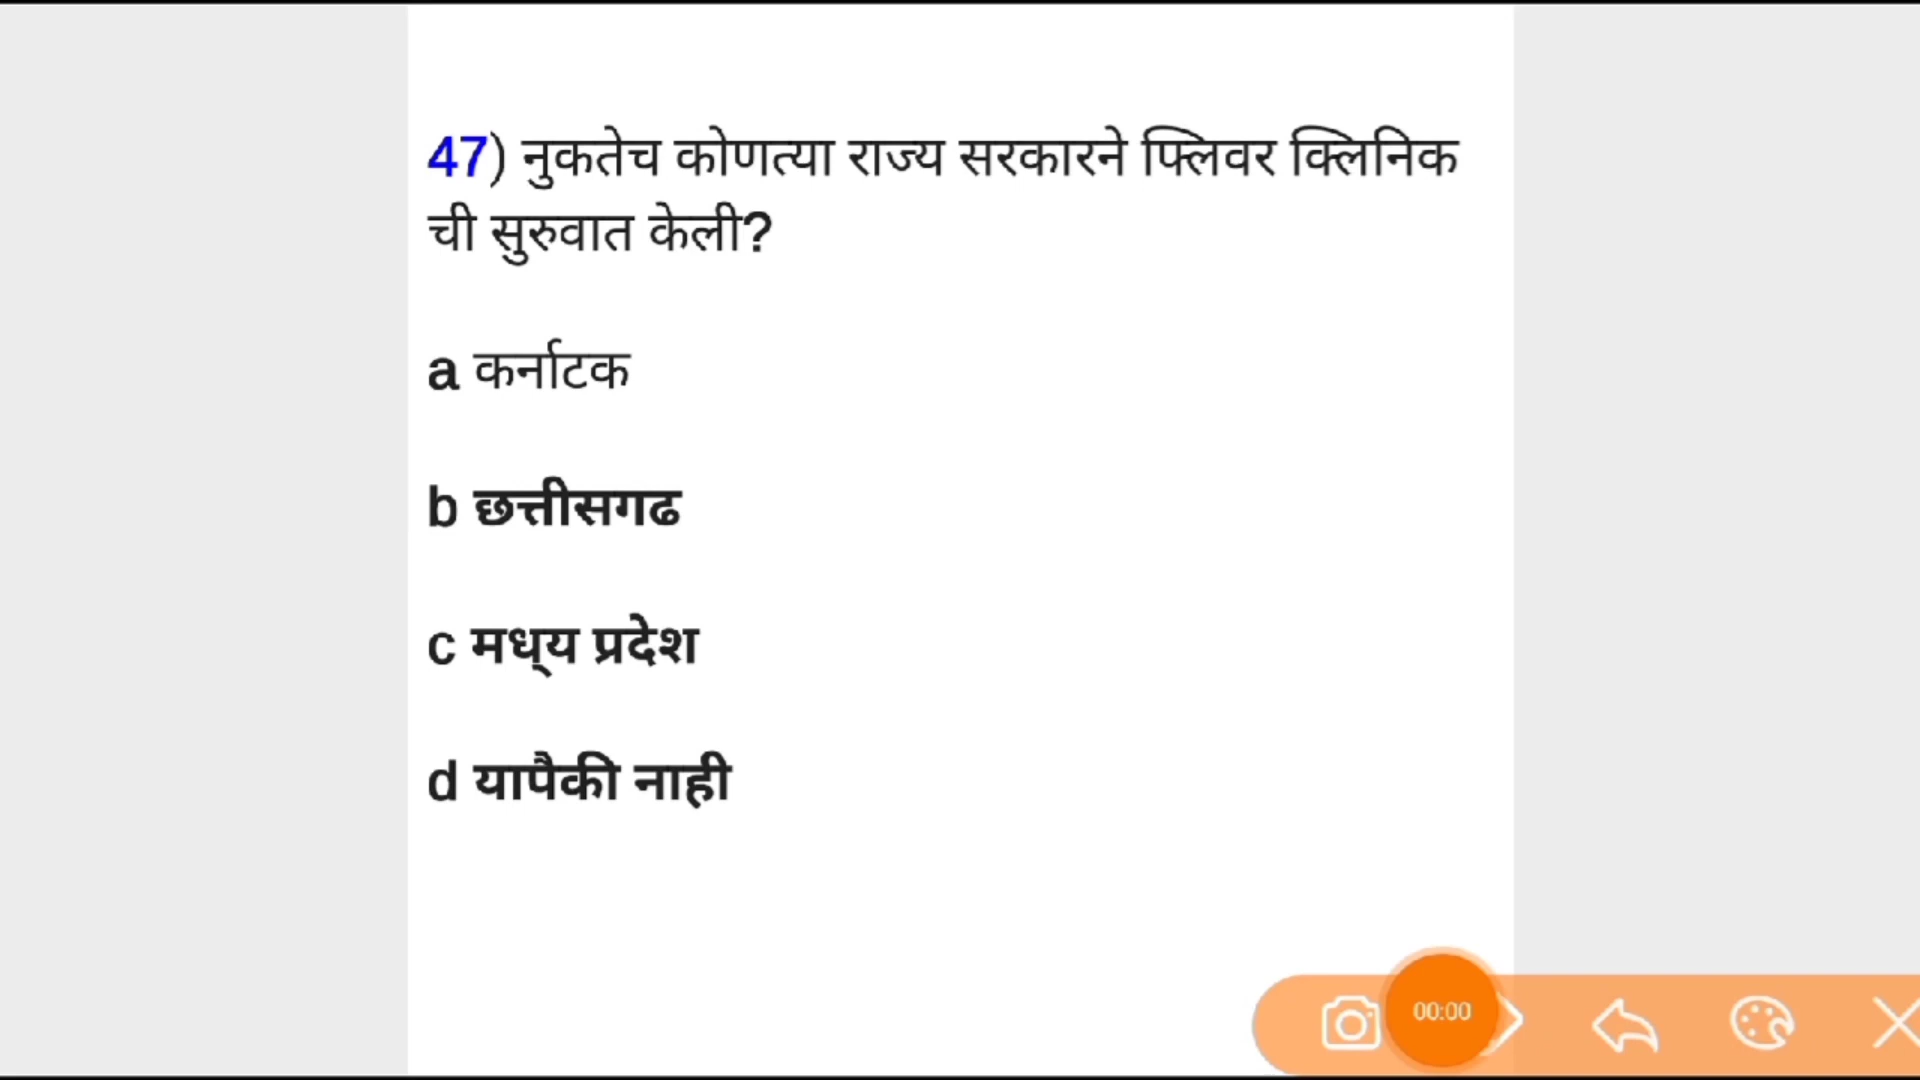 47) नुकतेच कोणत्या राज्य सरकारने फ्लिवर क्लिनिक
ची सुरुवात केली?
a कर्नाटक
b छत्तीसगढ
c मध्‌य प्रदेश
d यापैकी नाही
00:00